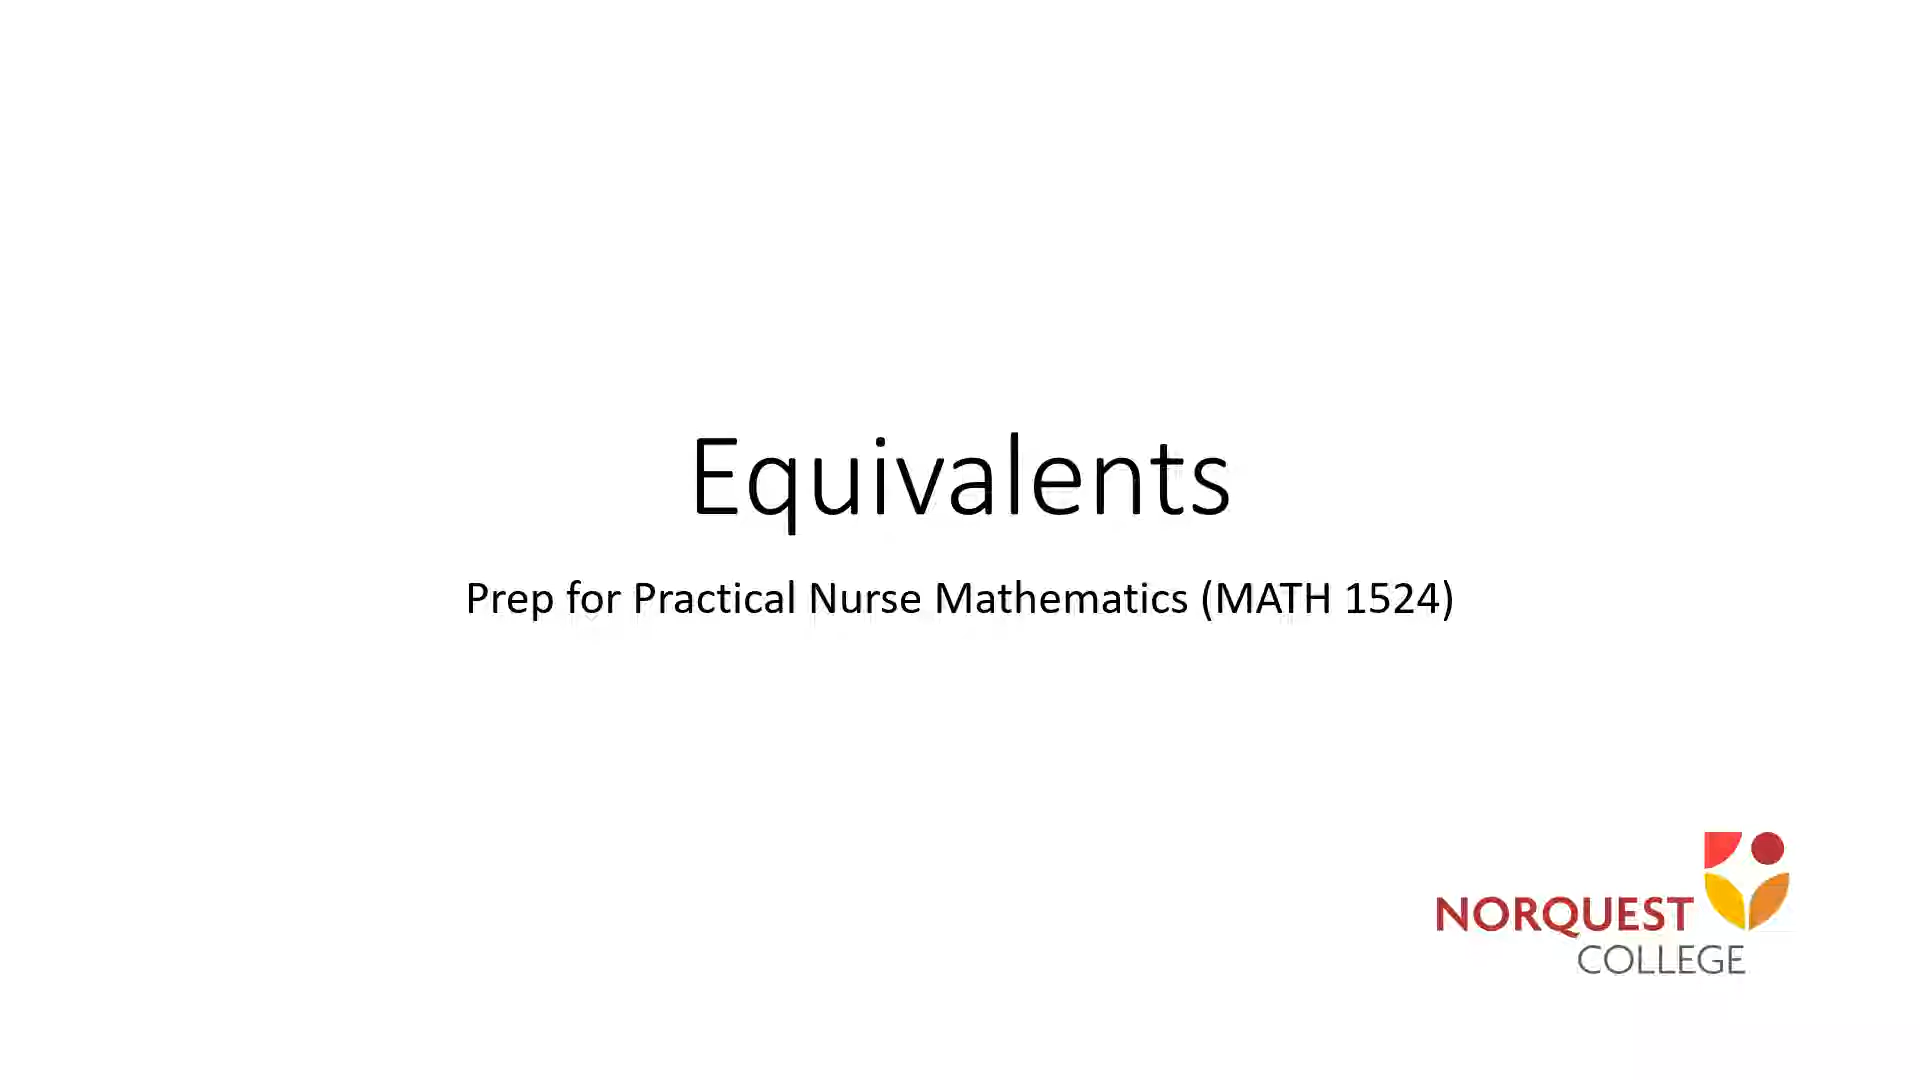 Equivalents
Prep for Practical Nurse Mathematics (MATH 1524)
NORQUEST
COLLEGE